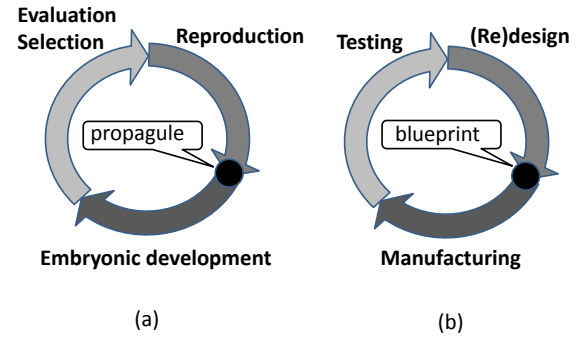 Evaluation
Selection
Reproduction
propagule
Embryonic development
(a)
Testing
(Re)design
blueprint
Manufacturing
(b)